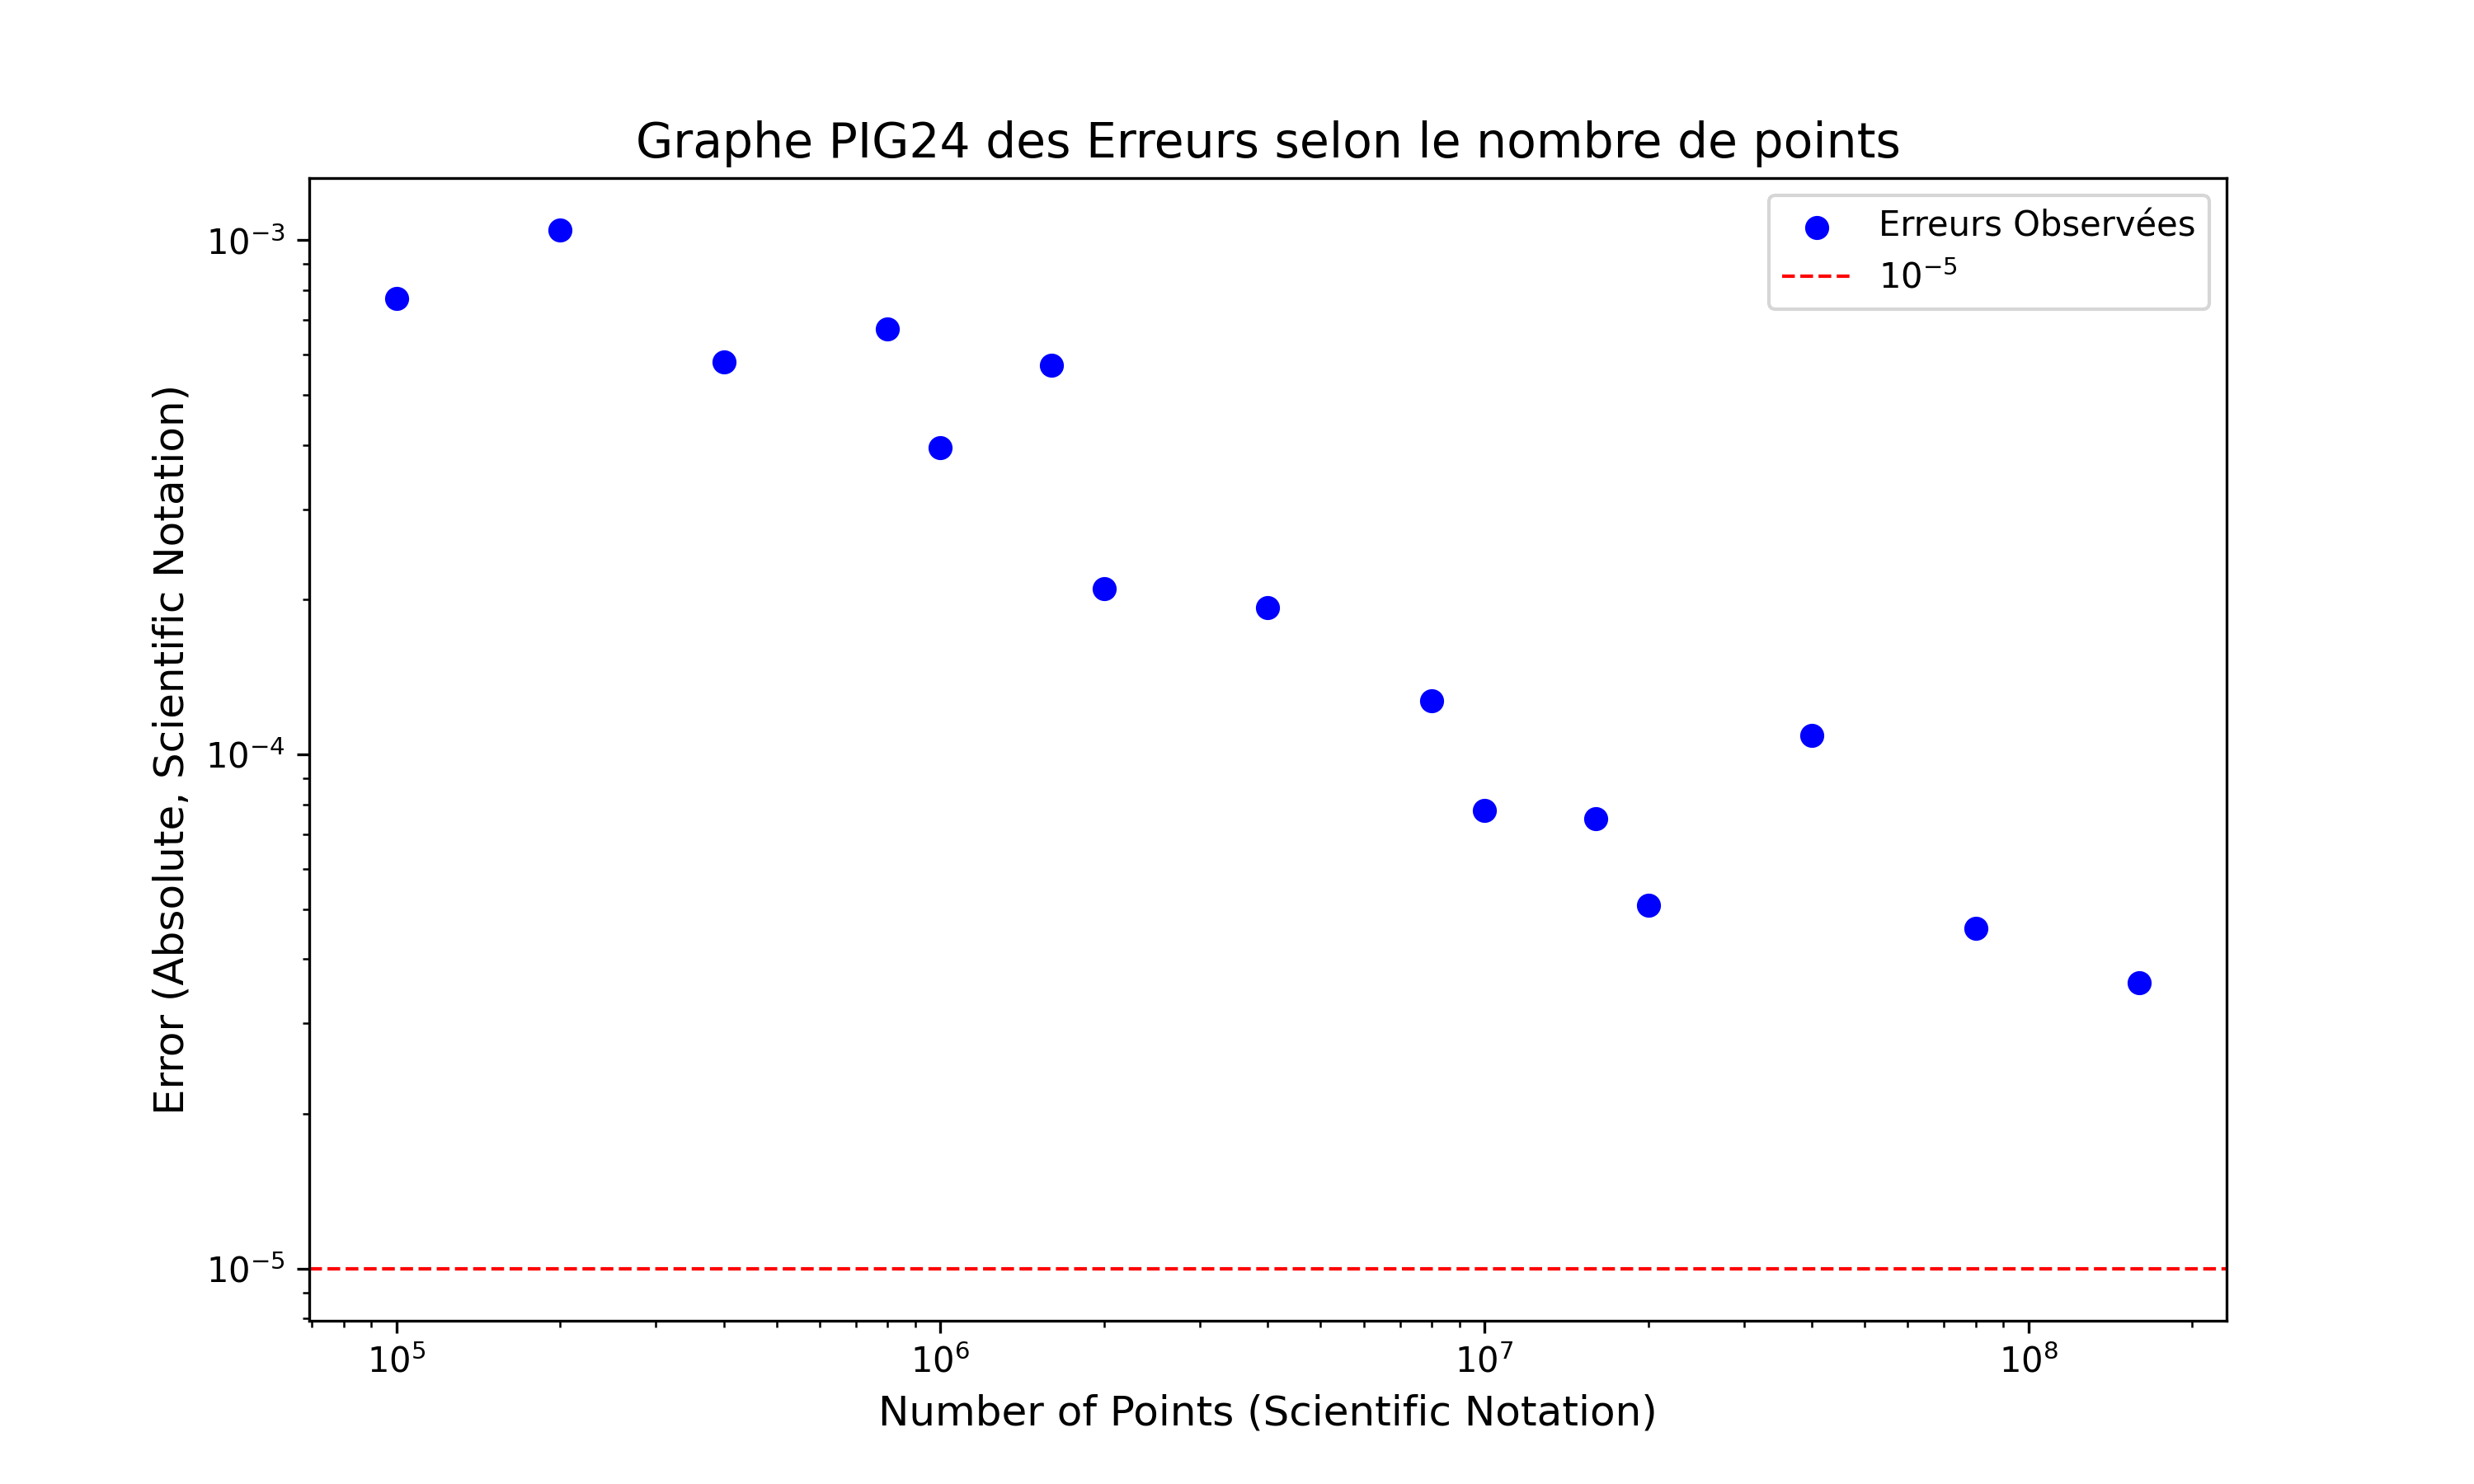 Graphe PIG24 des Erreurs selon le nombre de points
Erreurs Observées
10⁻⁵
Error (Absolute, Scientific Notation)
10⁻³
10⁻⁴
10⁻⁵
10⁵
10⁶
10⁷
10⁸
Number of Points (Scientific Notation)